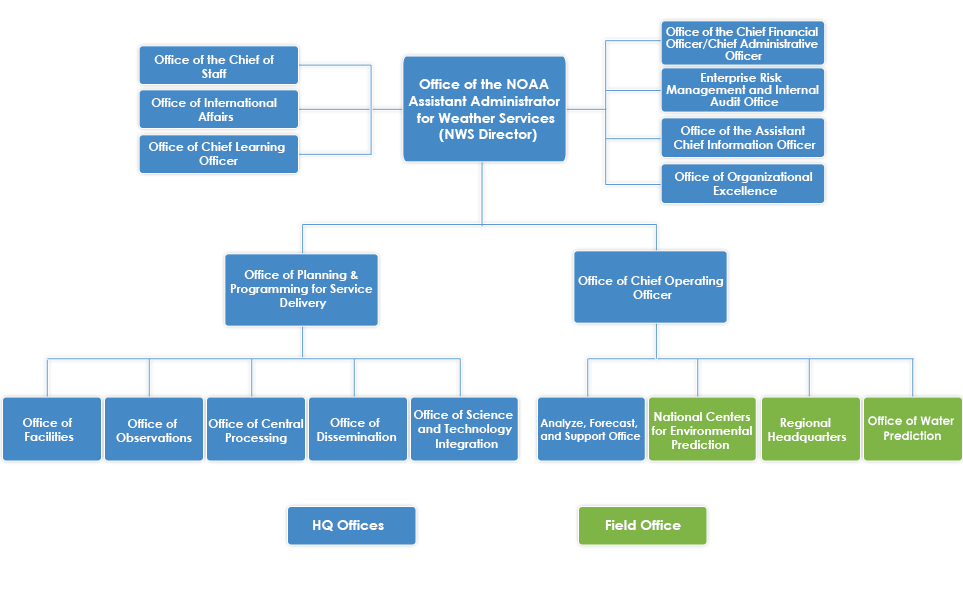 Office of the Chief of
Staff
Office of International
Affairs
Office of Chief Learning
Officer
Office of the NOAA
Assistant Administrator
for Weather Services
(NWS Director)
Office of the Chief Financial
Officer/Chief Administrative
Officer
Enterprise Risk
Management and Internal
Audit Office
Office of the Assistant
Chief Information Officer
Office of Organizational
Excellence
Office of Planning &
Programming for Service
Delivery
Office of Chief Operating
Officer
Office of
Facilities
Office of
Observations
Office of Central
Processing
Office of
Dissemination
Office of Science
and Technology
Integration
Analyze, Forecast,
and Support Office
National Centers
for Environmental
Prediction
Regional
Headquarters
Office of Water
Prediction
HQ Offices
Field Office